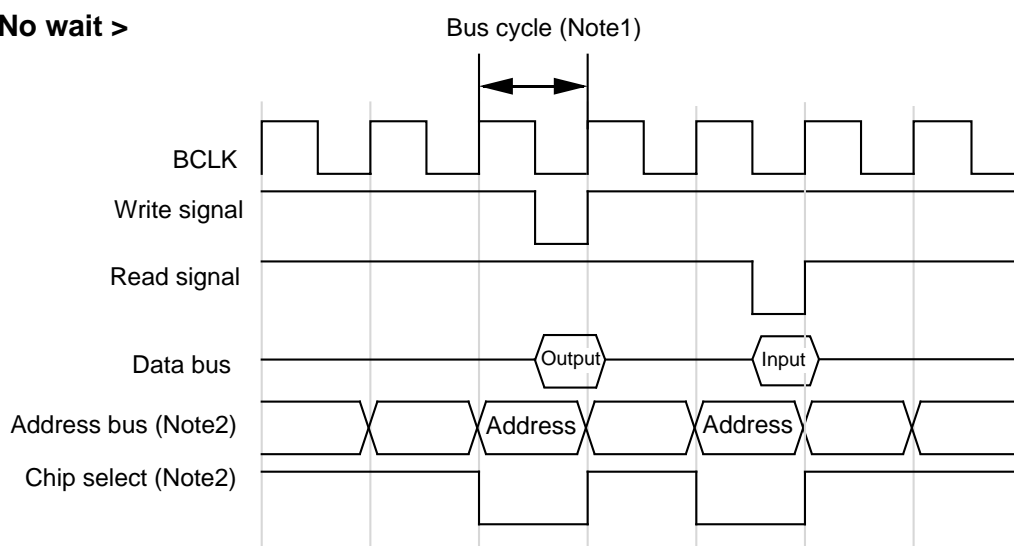 No wait >
Bus cycle (Note1)
BCLK
Write signal
Read signal
Data bus
Output
Input
Address bus (Note2)
Address
Address
Chip select (Note2)